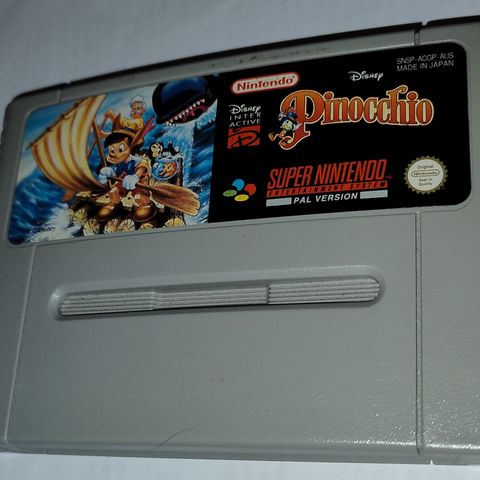 SNSP-ACGP-AUS
MADE IN JAPAN
Nintendo®
Disney
Disney
INTER
ACTIVE
Pinocchio
SUPER NINTENDO
ENTERTAINMENT SYSTEM
PAL VERSION
Original
Nintendo
Seal of
Quality
©Disney